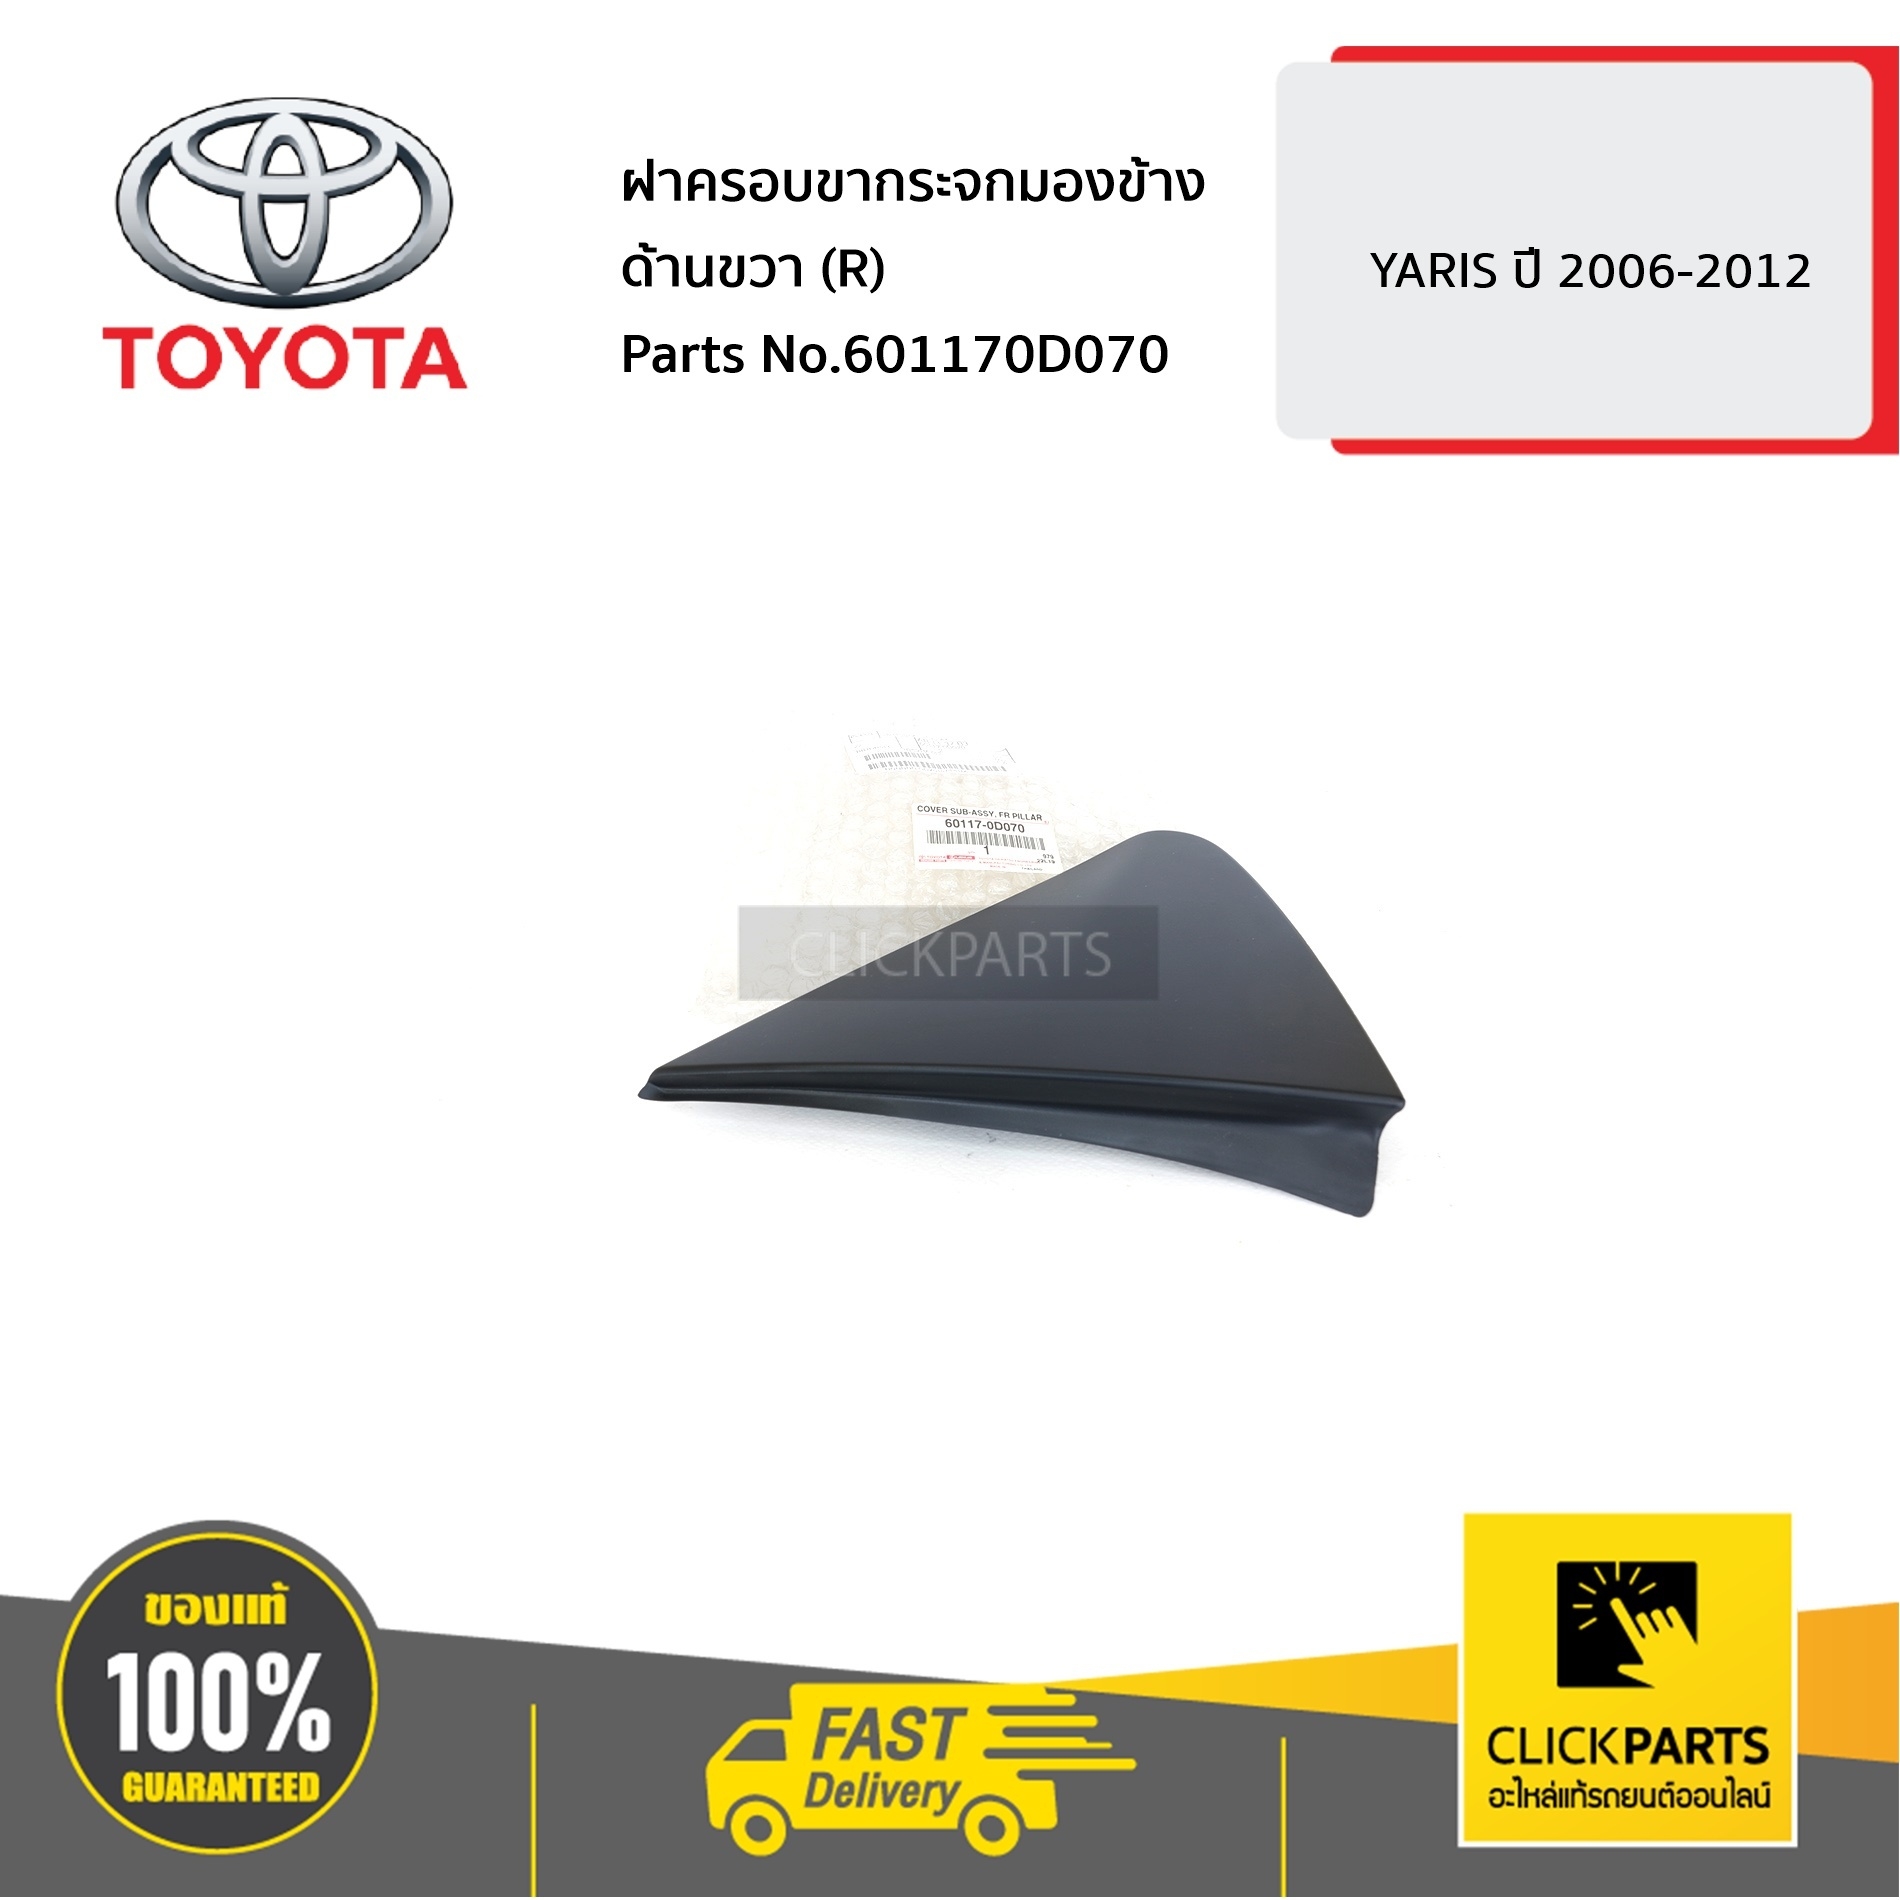 TOYOTA
ฝาครอบขากระจกมองข้าง
ด้านขวา (R)
Parts No.601170D070
YARIS ปี 2006-2012
COVER SUB-ASSY, FR PILLAR
60117-0D070
1
CLICKPARTS
ของแท้
100%
GUARANTEED
FAST
Delivery
CLICKPARTS
อะไหล่แท้รถยนต์ออนไลน์